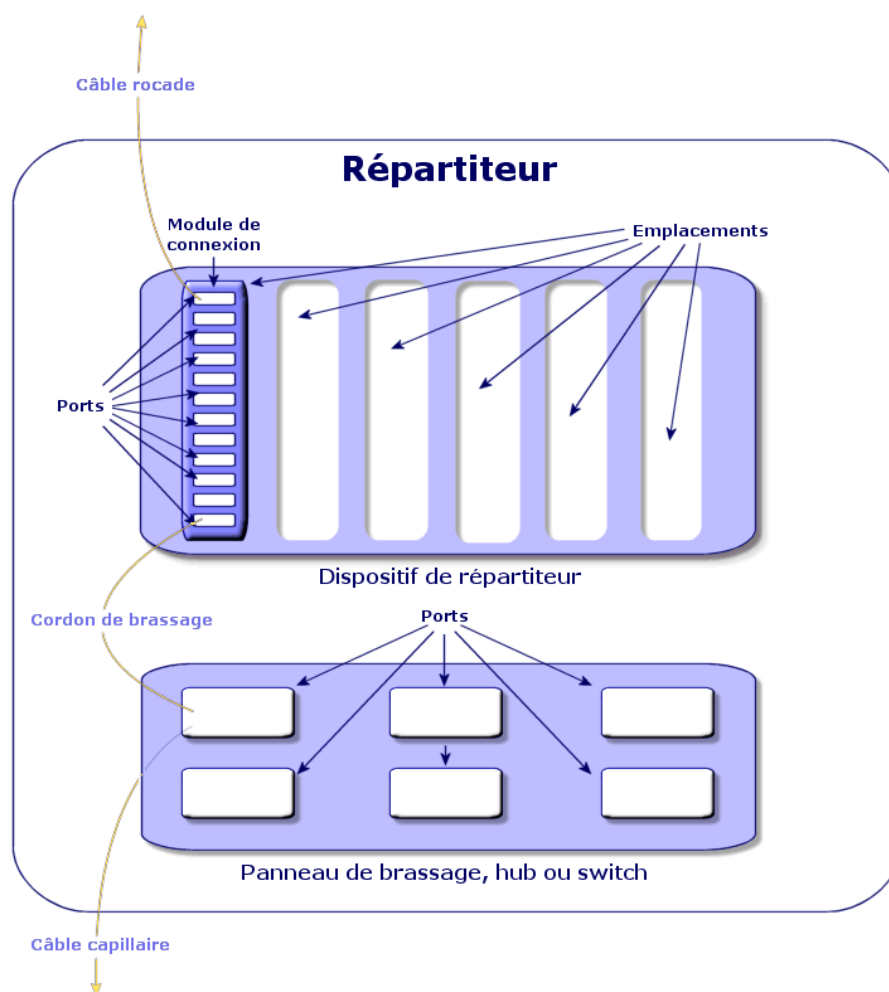 Câble rocade
Répartiteur
Module de
connexion
Emplacements
Ports
Dispositif de répartiteur
Cordon de brassage
Ports
Panneau de brassage, hub ou switch
Câble capillaire